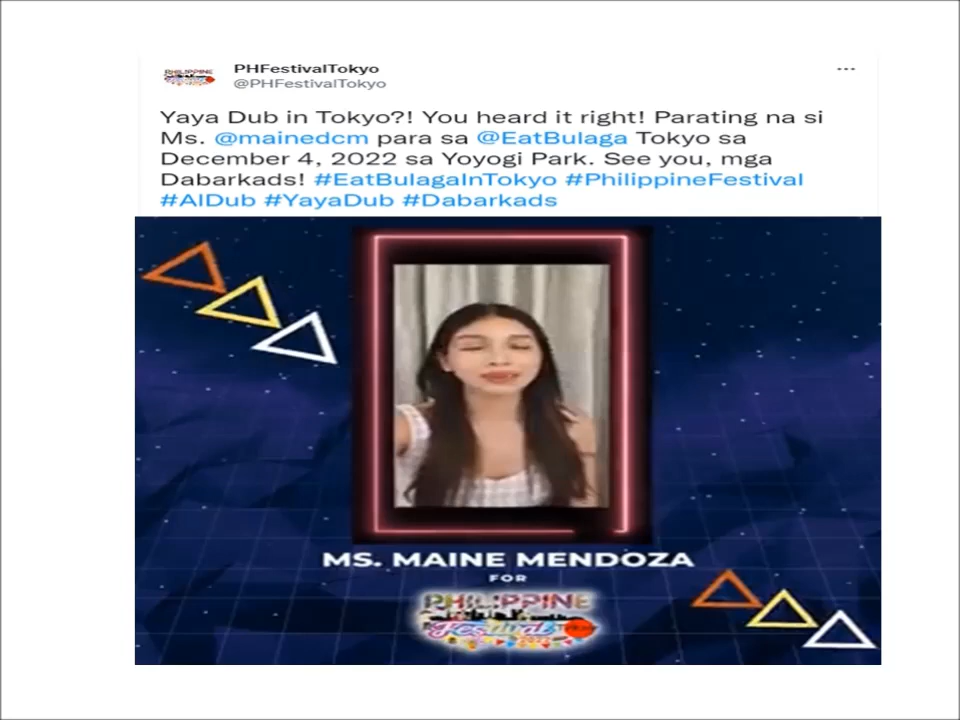 PHFestivalTokyo
@PHFestivalTokyo
Yaya Dub in Tokyo?! You heard it right! Parating na si
Ms. @mainedcm para sa @EatBulaga Tokyo sa
December 4, 2022 sa Yoyogi Park. See you, mga
Dabarkads! #EatBulagaInTokyo #PhilippineFestival
#AlDub #YayaDub #Dabarkads
MS. MAINE MENDOZA
FOR
PHILIPPINE
Festival